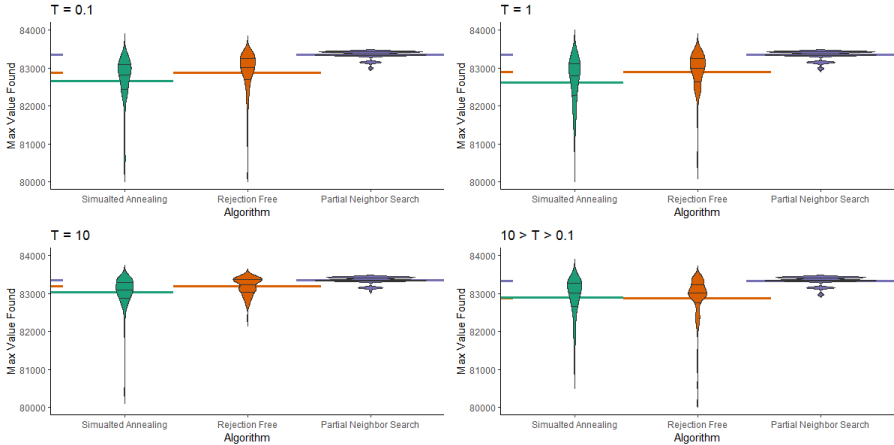 T = 0.1
Max Value Found
84000
83000
82000
81000
80000
Simualted Annealing
Rejection Free
Partial Neighbor Search
Algorithm
T = 1
Max Value Found
84000
83000
82000
81000
80000
Simualted Annealing
Rejection Free
Partial Neighbor Search
Algorithm
T = 10
Max Value Found
84000
83000
82000
81000
80000
Simualted Annealing
Rejection Free
Partial Neighbor Search
Algorithm
10 > T > 0.1
Max Value Found
84000
83000
82000
81000
80000
Simualted Annealing
Rejection Free
Partial Neighbor Search
Algorithm